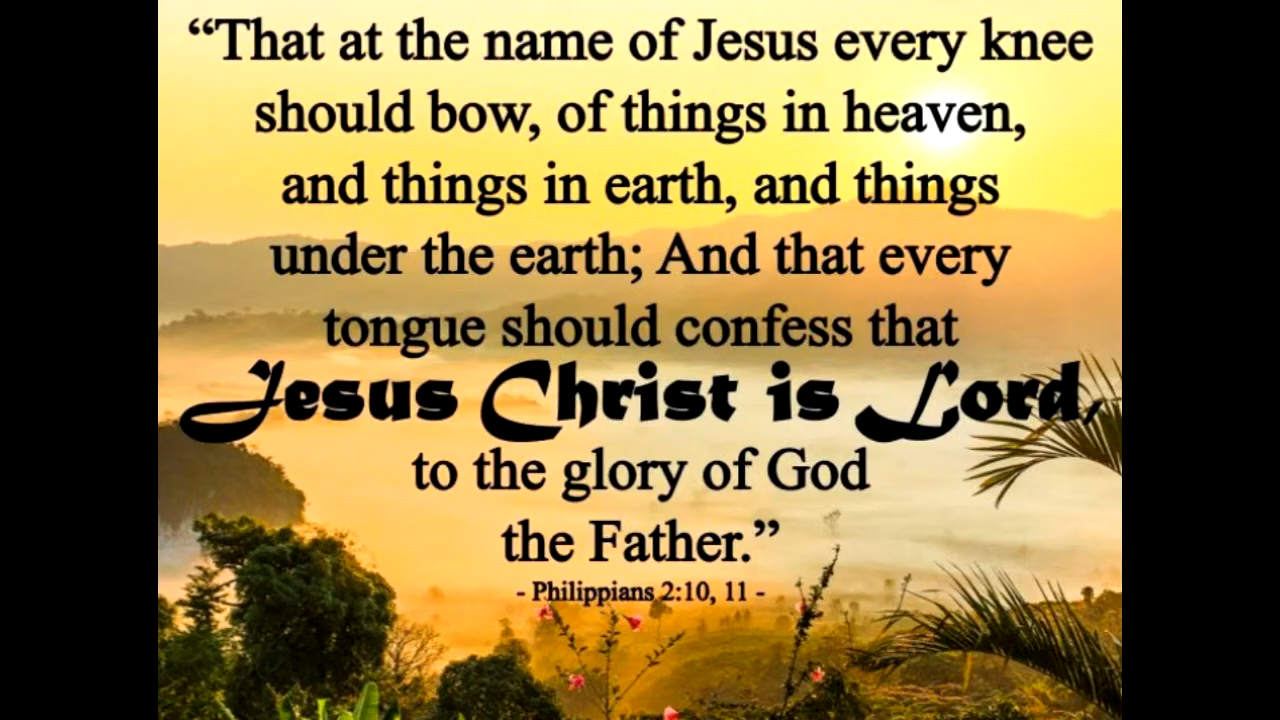 “That at the name of Jesus every knee
should bow, of things in heaven,
and things in earth, and things
under the earth; And that every
tongue should confess that
Jesus Christ is Lord,
to the glory of God
the Father.”
- Philippians 2:10, 11 -